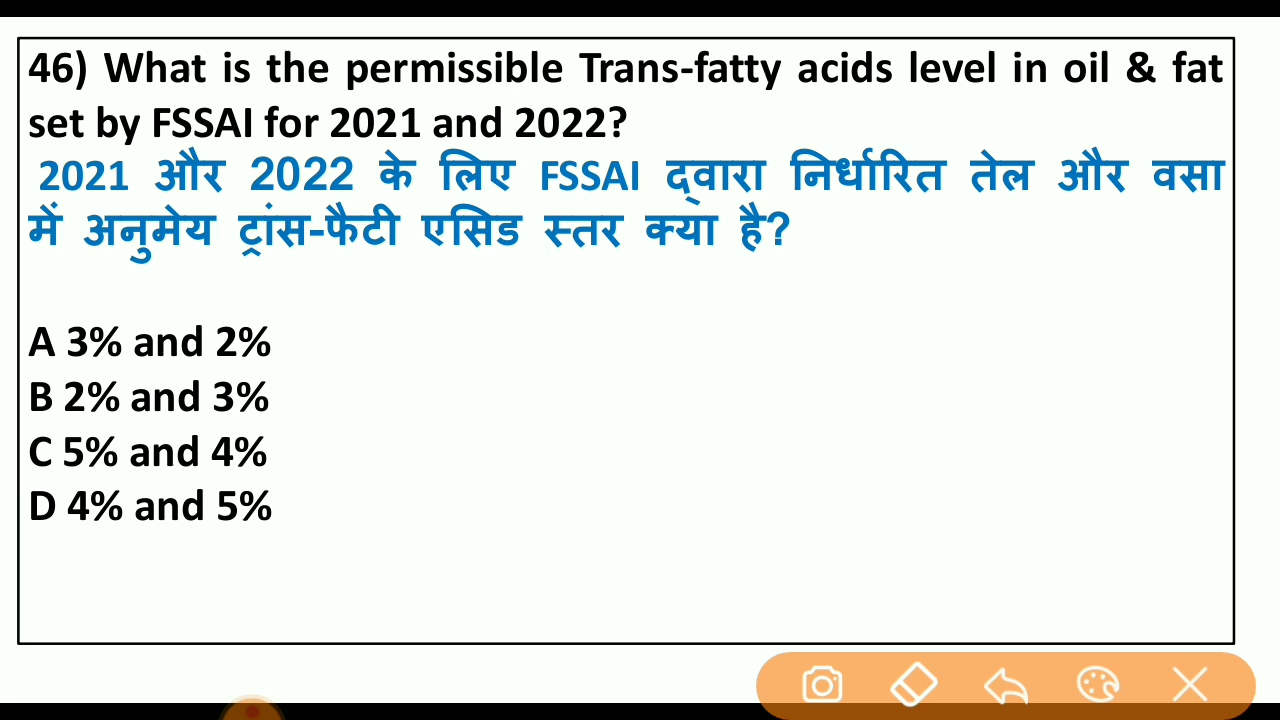 46) What is the permissible Trans-fatty acids level in oil & fat
set by FSSAI for 2021 and 2022?
2021 और 2022 के लिए FSSAI द्वारा निर्धारित तेल और वसा
में अनुमेय ट्रांस-फैटी एसिड स्तर क्या है?
A 3% and 2%
B 2% and 3%
C 5% and 4%
D 4% and 5%